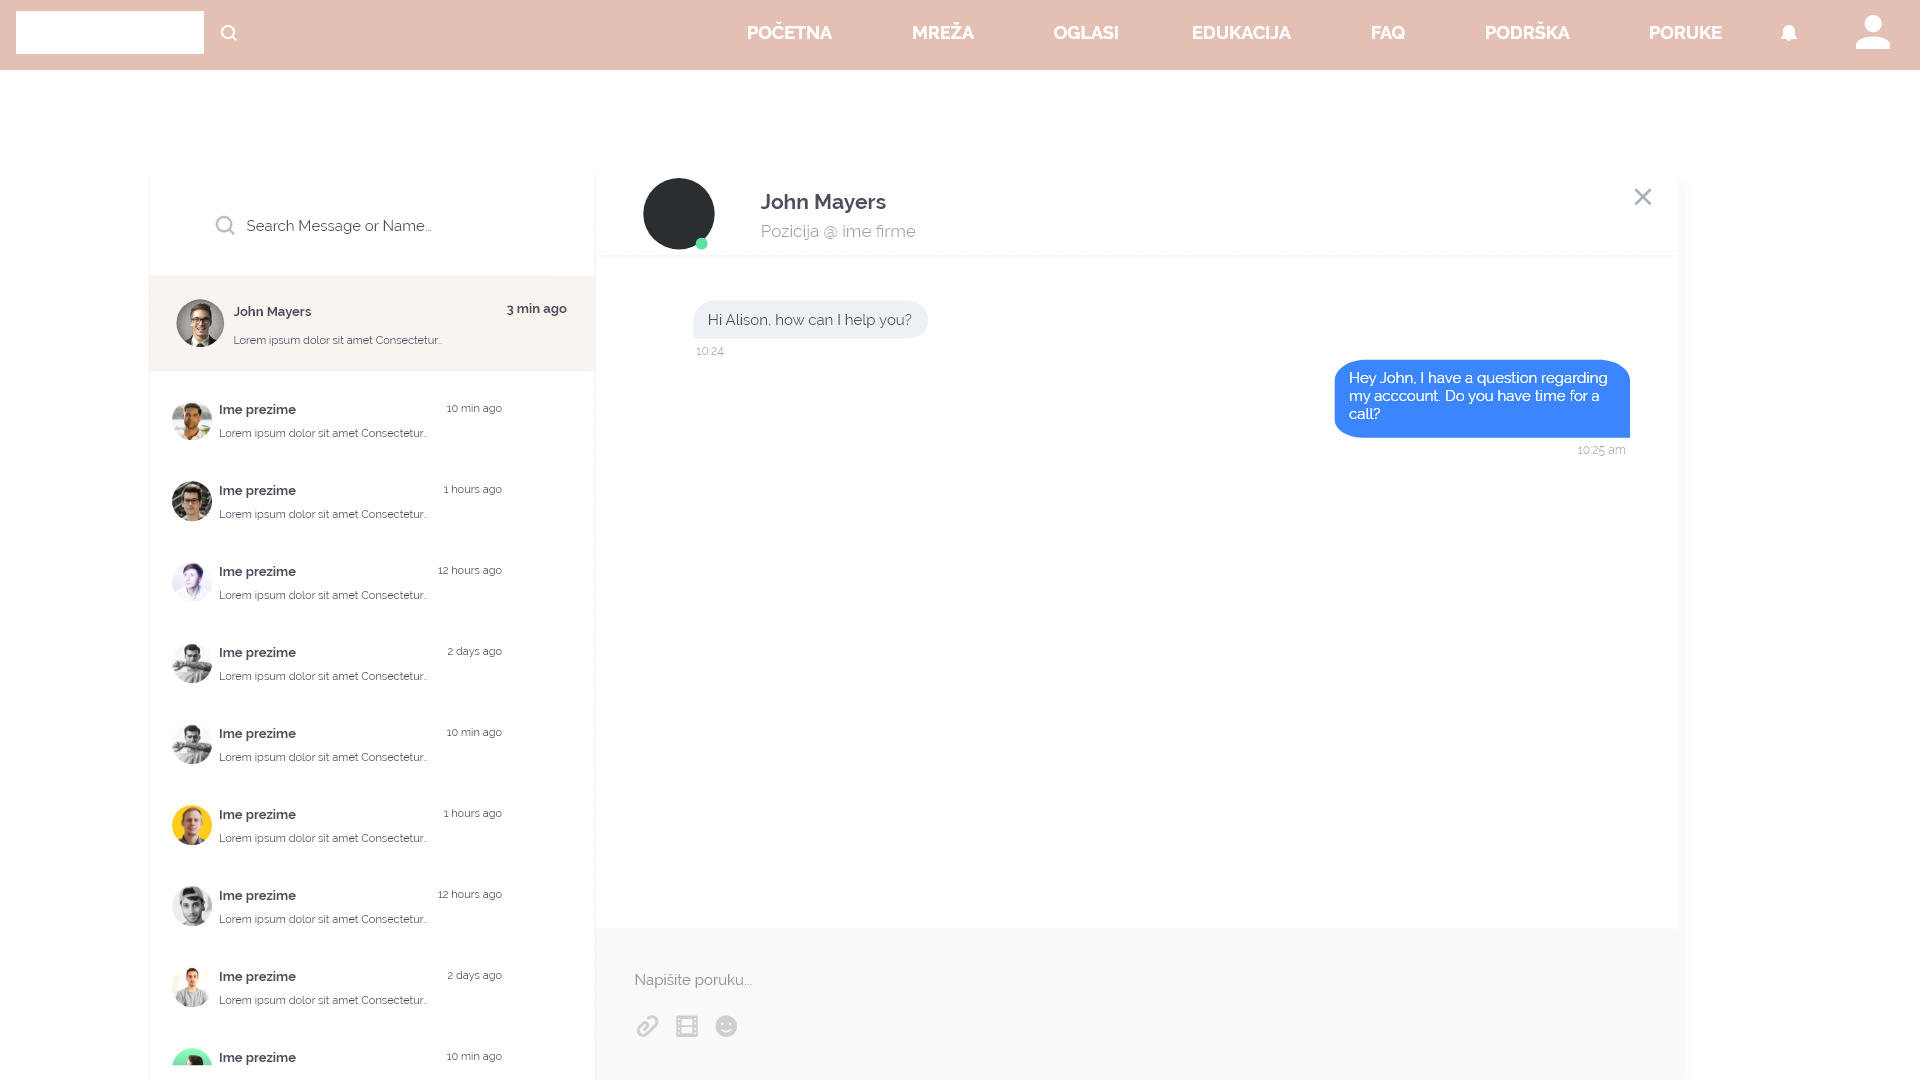 POČETNA MREŽA OGLASI EDUKACIJA FAQ PODRŠKA PORUKE
Search Message or Name...
John Mayers 3 min ago
Lorem ipsum dolor sit amet Consectetur...
Ime prezime 10 min ago
Lorem ipsum dolor sit amet Consectetur...
Ime prezime 1 hours ago
Lorem ipsum dolor sit amet Consectetur...
Ime prezime 12 hours ago
Lorem ipsum dolor sit amet Consectetur...
Ime prezime 2 days ago
Lorem ipsum dolor sit amet Consectetur...
Ime prezime 10 min ago
Lorem ipsum dolor sit amet Consectetur...
Ime prezime 1 hours ago
Lorem ipsum dolor sit amet Consectetur...
Ime prezime 12 hours ago
Lorem ipsum dolor sit amet Consectetur...
Ime prezime 2 days ago
Lorem ipsum dolor sit amet Consectetur...
Ime prezime 10 min ago
John Mayers
Pozicija @ ime firme
Hi Alison, how can I help you?
10:24
Hey John, I have a question regarding
my acccount. Do you have time for a
call?
10:25 am
Napišite poruku...